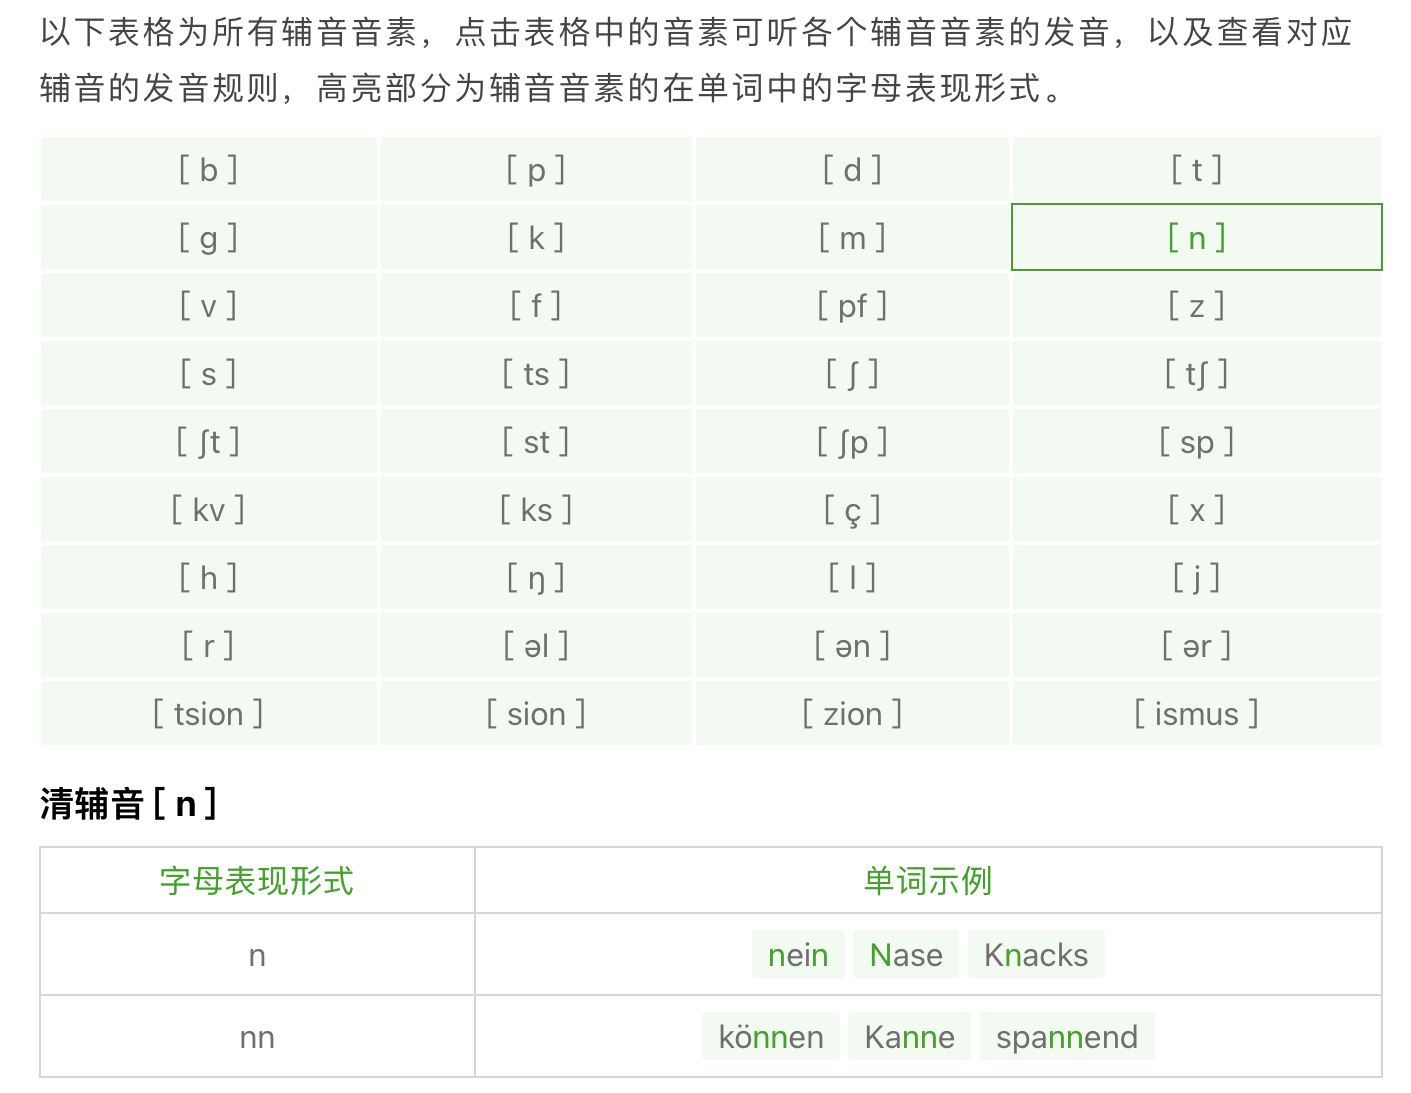 以下表格为所有辅音音素，点击表格中的音素可听各个辅音音素的发音，以及查看对应
辅音的发音规则，高亮部分为辅音音素的在单词中的字母表现形式。
[ b ] [ p ] [ d ] [ t ]
[ g ] [ k ] [ m ] [ n ]
[ v ] [ f ] [ pf ] [ z ]
[ s ] [ ts ] [ ʃ ] [ tʃ ]
[ ʃt ] [ st ] [ ʃp ] [ sp ]
[ kv ] [ ks ] [ ç ] [ x ]
[ h ] [ ŋ ] [ l ] [ j ]
[ r ] [ əl ] [ ən ] [ ər ]
[ tsion ] [ sion ] [ zion ] [ ismus ]
清辅音 [ n ]
字母表现形式 单词示例
n nein Nase Knacks
nn können Kanne spannend